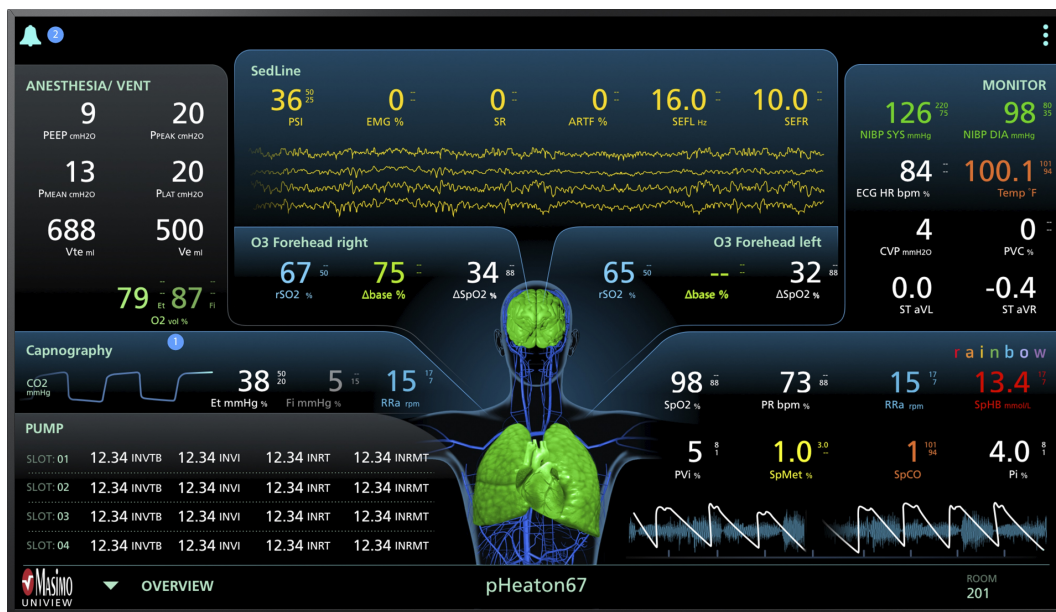 2
ANESTHESIA/ VENT
9 20
PEEP cmH2O PPEAK cmH2O
13 20
PMEAN cmH2O PLAT cmH2O
688 500
Vte ml Ve ml
79 -- -- Et 87 -- -- Fi
O2 vol %
SedLine
36 50 25 0 -- -- 0 -- -- 0 -- -- 16.0 -- -- 10.0 -- --
PSI EMG % SR ARTF % SEFL Hz SEFR
O3 Forehead right
67 -- 50 75 -- -- 34 -- 88
rSO2 % Δbase % ΔSpO2 %
O3 Forehead left
65 -- 50 -- -- -- 32 -- 88
rSO2 % Δbase % ΔSpO2 %
MONITOR
126 220 75 98 80 35
NIBP SYS mmHg NIBP DIA mmHg
84 -- -- 100.1 101 94
ECG HR bpm % Temp °F
4 0 -- --
CVP mmH20 PVC %
0.0 -0.4
ST aVL ST aVR
1
Capnography
CO2
mmHg
38 50 20 5 -- 15 15 17 7
Et mmHg % Fi mmHg % RRa rpm
PUMP
SLOT: 01 12.34 INVTB 12.34 INVI 12.34 INRT 12.34 INRMT
SLOT: 02 12.34 INVTB 12.34 INVI 12.34 INRT 12.34 INRMT
SLOT: 03 12.34 INVTB 12.34 INVI 12.34 INRT 12.34 INRMT
SLOT: 04 12.34 INVTB 12.34 INVI 12.34 INRT 12.34 INRMT
rainbow
98 -- 88 73 -- 88 15 17 7 13.4 17 7
SpO2 % PR bpm % RRa rpm SpHB mmol/L
5 8 1 1.0 3.0 -- 1 101 94 4.0 8 1
PVi % SpMet % SpCO Pi %
MASIMO
UNIVIEW
OVERVIEW
pHeaton67
ROOM
201